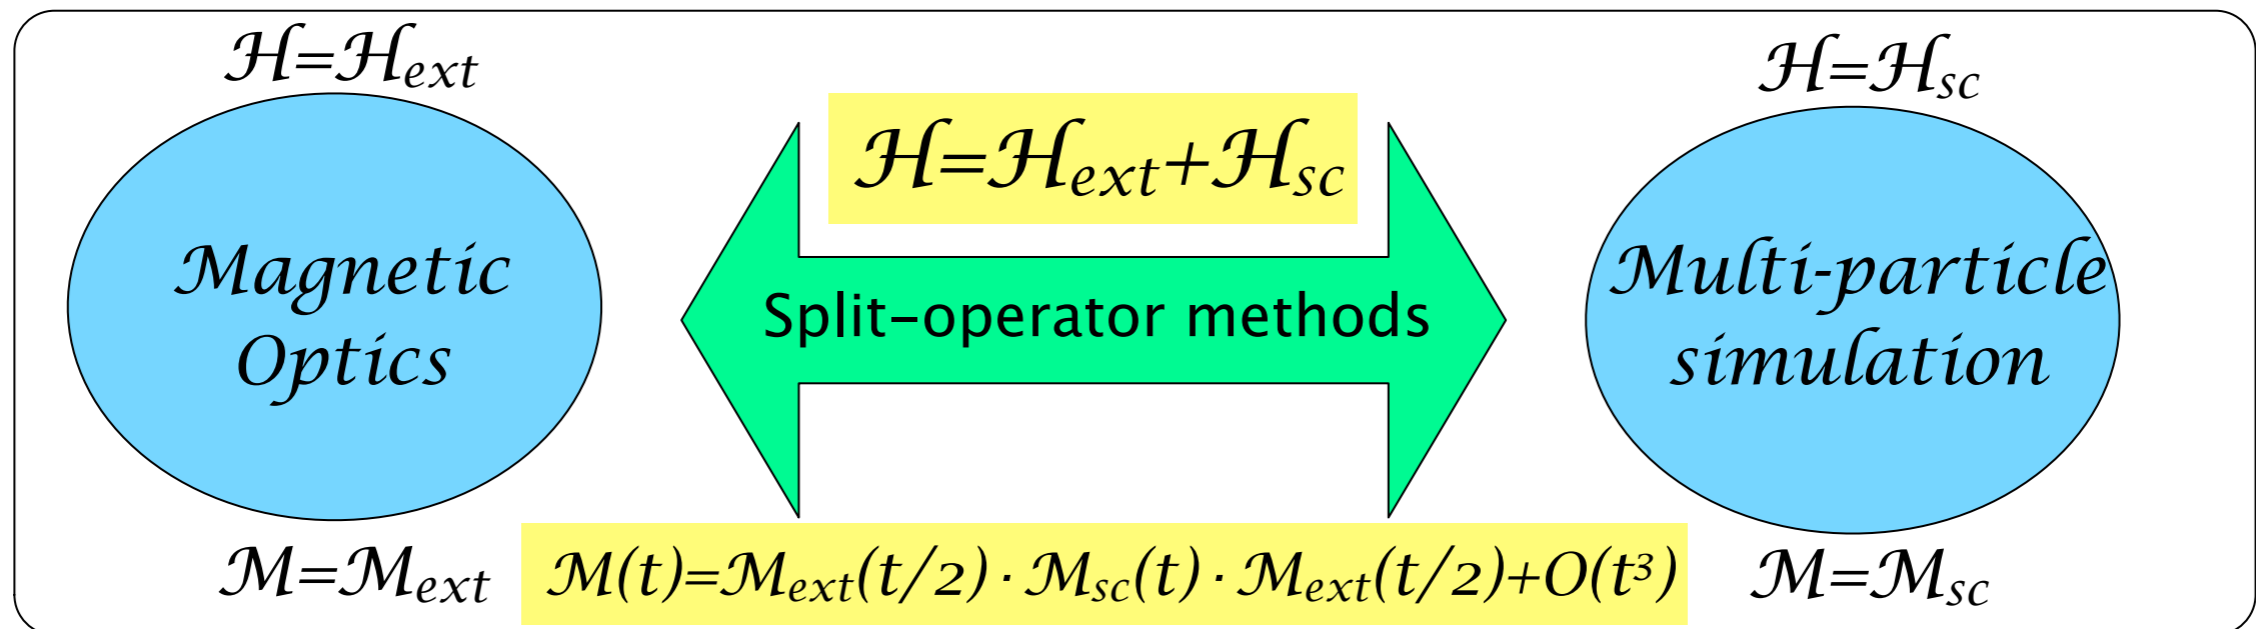 ℋ=ℋₑₓₜ
Magnetic
Optics
ℳ=ℳₑₓₜ
ℋ=ℋₑₓₜ+ℋsc
Split-operator methods
ℳ(t)=ℳₑₓₜ(t/2)·ℳsc(t)·ℳₑₓₜ(t/2)+O(t³)
ℋ=ℋsc
Multi-particle
simulation
ℳ=ℳsc